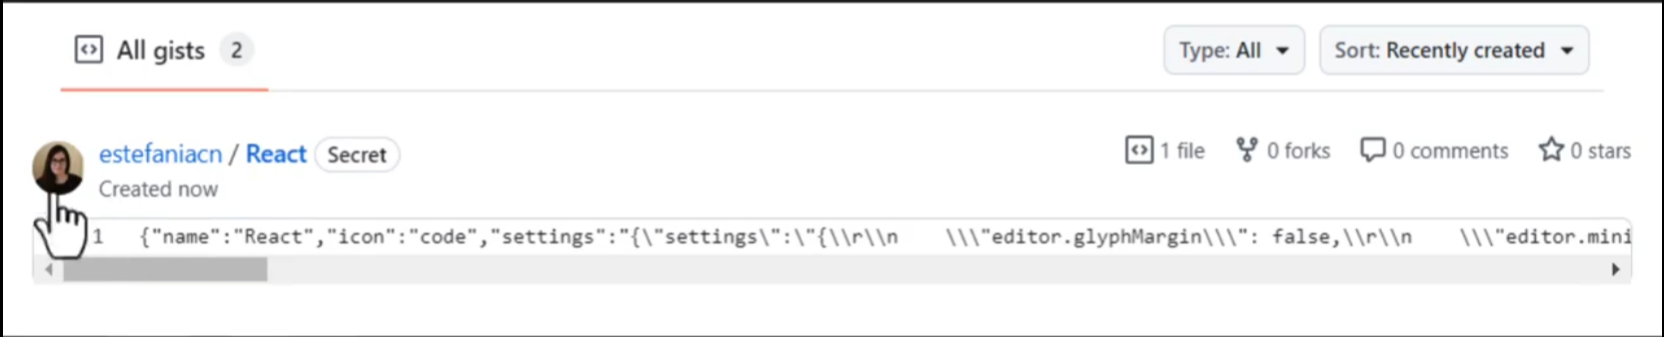 All gists 2
Type: All
Sort: Recently created
estefaniacn / React Secret
1 file 0 forks 0 comments 0 stars
Created now
1 {"name":"React","icon":"code","settings":"{\"settings\":\"{\\r\\n    \\\"editor.glyphMargin\\\": false,\\r\\n    \\\"editor.mini